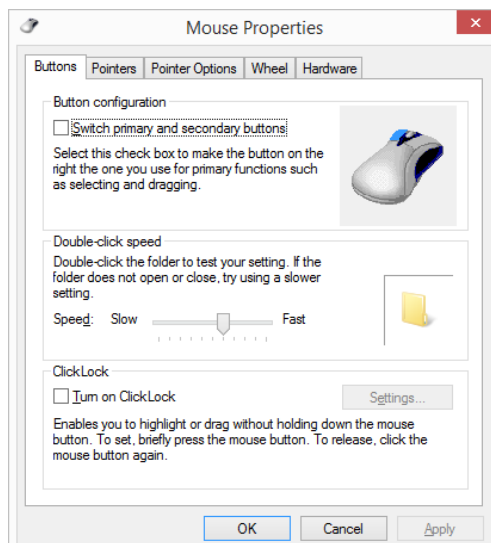 Mouse Properties
Buttons Pointers Pointer Options Wheel Hardware
Button configuration
Switch primary and secondary buttons
Select this check box to make the button on the
right the one you use for primary functions such
as selecting and dragging.
Double-click speed
Double-click the folder to test your setting. If the
folder does not open or close, try using a slower
setting.
Speed: Slow Fast
ClickLock
Turn on ClickLock Settings...
Enables you to highlight or drag without holding down the mouse
button. To set, briefly press the mouse button. To release, click the
mouse button again.
OK Cancel Apply